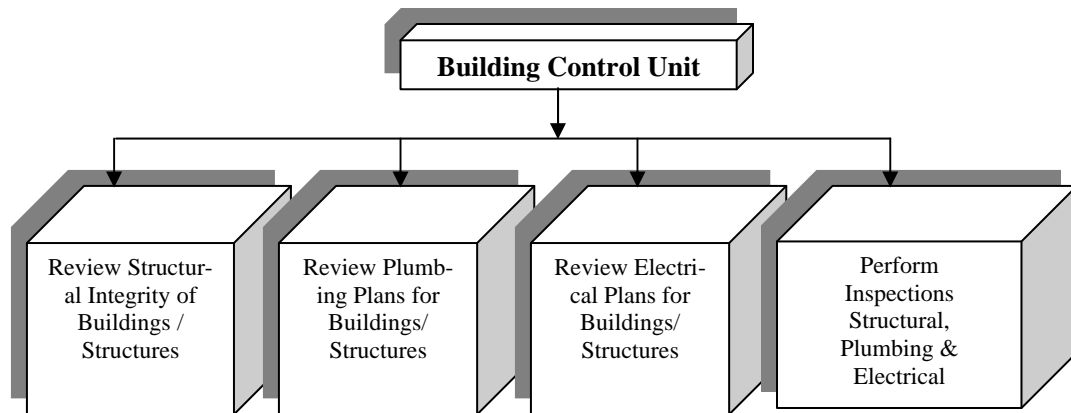 Building Control Unit
Review Structur-
al Integrity of
Buildings /
Structures
Review Plumb-
ing Plans for
Buildings/
Structures
Review Electri-
cal Plans for
Buildings/
Structures
Perform
Inspections
Structural,
Plumbing &
Electrical